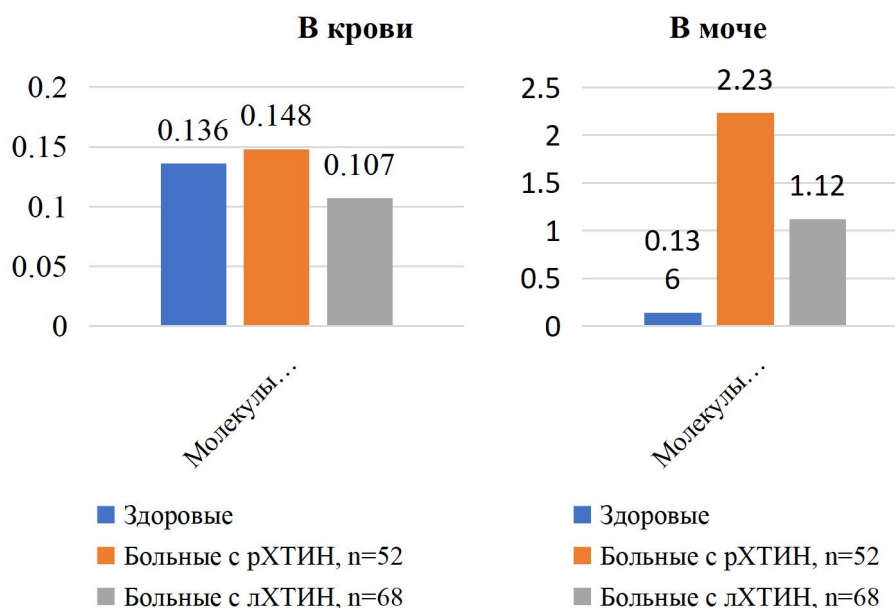 В крови
0.2
0.15
0.1
0.05
0
0.136
0.148
0.107
Молекулы…
Здоровые
Больные с рХТИН, n=52
Больные с лХТИН, n=68
В моче
2.5
2
1.5
1
0.5
0
0.13
6
2.23
1.12
Молекулы…
Здоровые
Больные с рХТИН, n=52
Больные с лХТИН, n=68